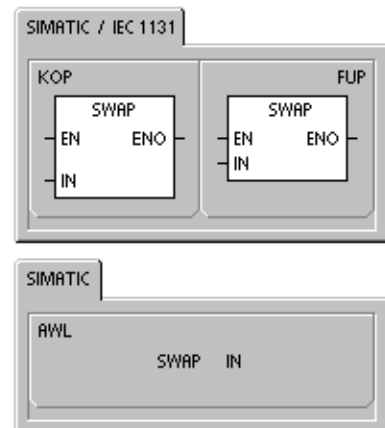 SIMATIC / IEC 1131
KOP FUP
SWAP SWAP
EN ENO EN ENO
IN IN
SIMATIC
AWL
SWAP IN